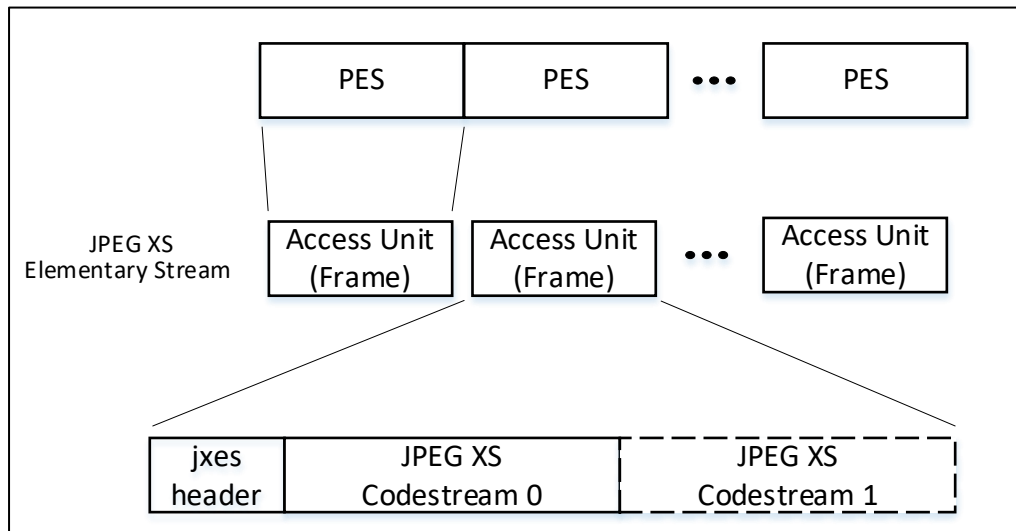 PES
PES
PES
JPEG XS
Elementary Stream
Access Unit
(Frame)
Access Unit
(Frame)
Access Unit
(Frame)
jxes
header
JPEG XS
Codestream 0
JPEG XS
Codestream 1